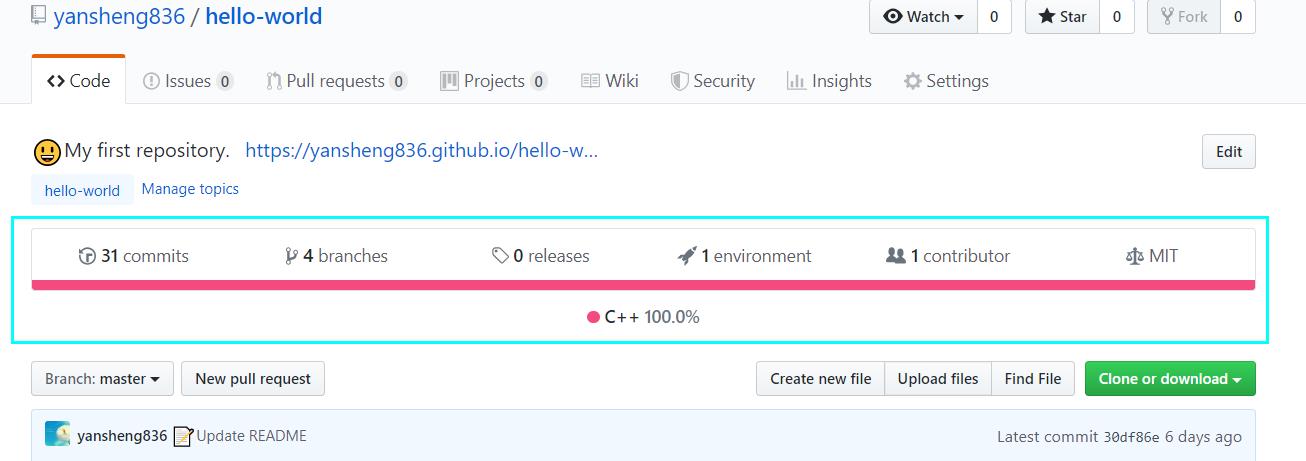 yansheng836 / hello-world Watch 0 Star 0 Fork 0
Code Issues 0 Pull requests 0 Projects 0 Wiki Security Insights Settings
My first repository. https://yansheng836.github.io/hello-w... Edit
hello-world Manage topics
31 commits 4 branches 0 releases 1 environment 1 contributor MIT
C++ 100.0%
Branch: master New pull request Create new file Upload files Find File Clone or download
yansheng836 Update README Latest commit 30df86e 6 days ago